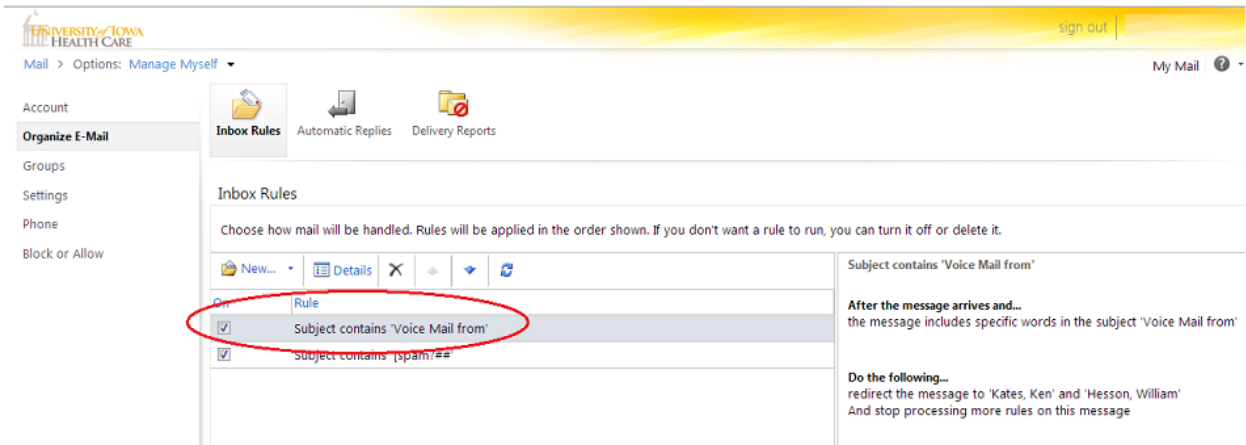 UNIVERSITY of IOWA
HEALTH CARE
sign out
Mail > Options: Manage Myself
My Mail
Account
Organize E-Mail
Groups
Settings
Phone
Block or Allow
Inbox Rules Automatic Replies Delivery Reports
Inbox Rules
Choose how mail will be handled. Rules will be applied in the order shown. If you don't want a rule to run, you can turn it off or delete it.
New... Details
On Rule
Subject contains 'Voice Mail from'
Subject contains '[spam?##'
Subject contains 'Voice Mail from'
After the message arrives and...
the message includes specific words in the subject 'Voice Mail from'
Do the following...
redirect the message to 'Kates, Ken' and 'Hesson, William'
And stop processing more rules on this message